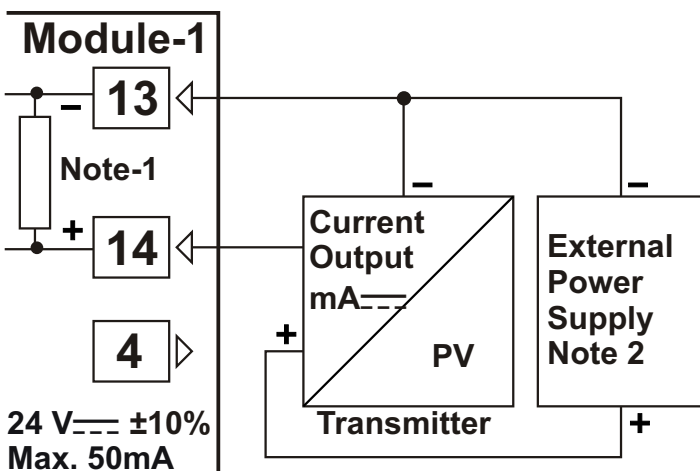 Module-1
13
−
Note-1
+
14
4
24 V ±10%
Max. 50mA
−
Current
Output
mA
+
PV
Transmitter
−
External
Power
Supply
Note 2
+